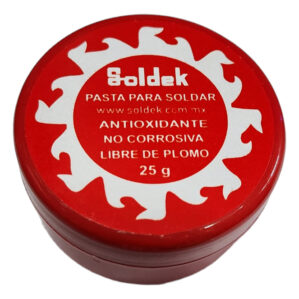 Soldek
PASTA PARA SOLDAR
www.soldek.com.mx
ANTIOXIDANTE
NO CORROSIVA
LIBRE DE PLOMO
25 g